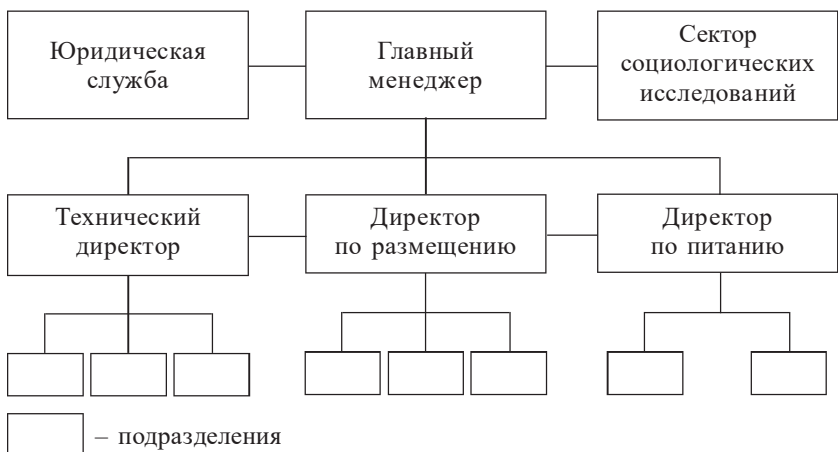 Юридическая
служба
Главный
менеджер
Сектор
социологических
исследований
Технический
директор
Директор
по размещению
Директор
по питанию
– подразделения